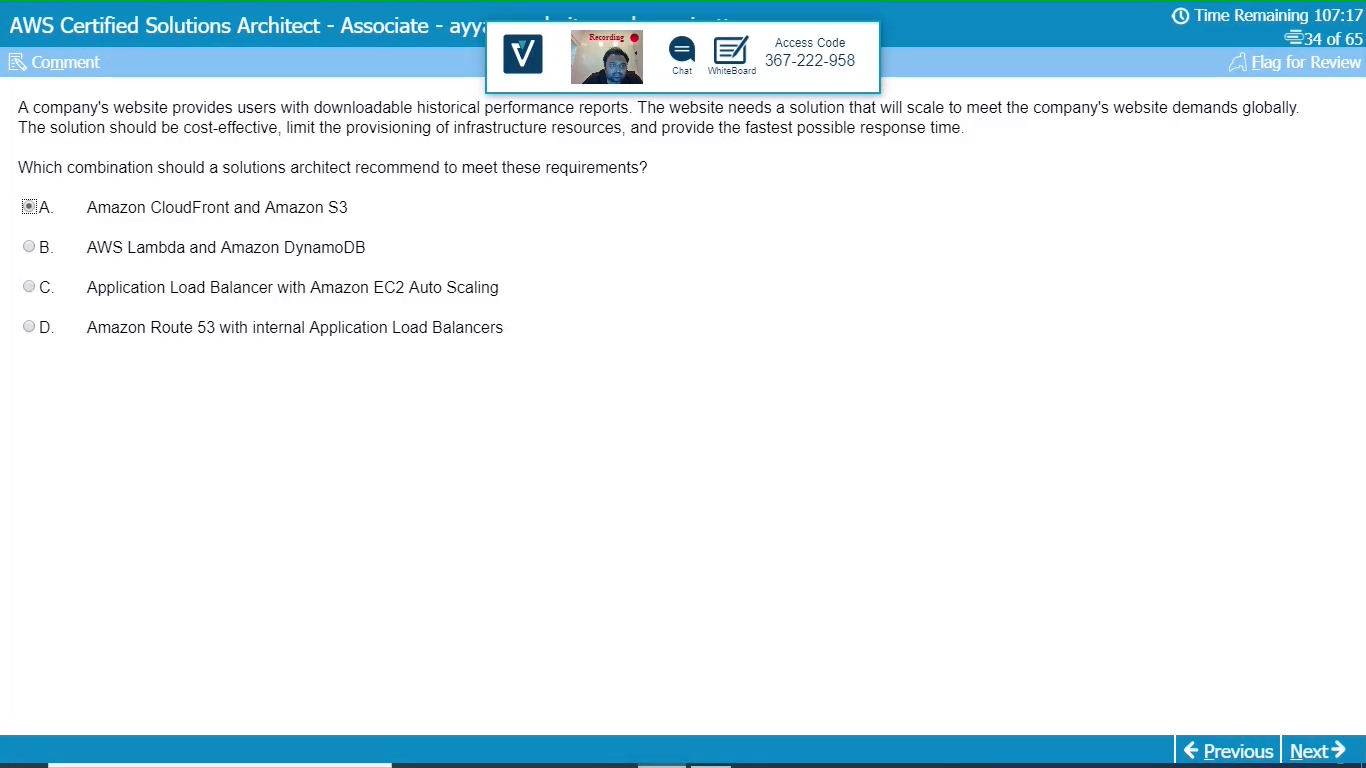 AWS Certified Solutions Architect - Associate - ayya
Time Remaining 107:17
34 of 65
Comment
Flag for Review
Recording
V
Chat
WhiteBoard
Access Code
367-222-958
A company's website provides users with downloadable historical performance reports. The website needs a solution that will scale to meet the company's website demands globally.
The solution should be cost-effective, limit the provisioning of infrastructure resources, and provide the fastest possible response time.
Which combination should a solutions architect recommend to meet these requirements?
A. Amazon CloudFront and Amazon S3
B. AWS Lambda and Amazon DynamoDB
C. Application Load Balancer with Amazon EC2 Auto Scaling
D. Amazon Route 53 with internal Application Load Balancers
Previous
Next